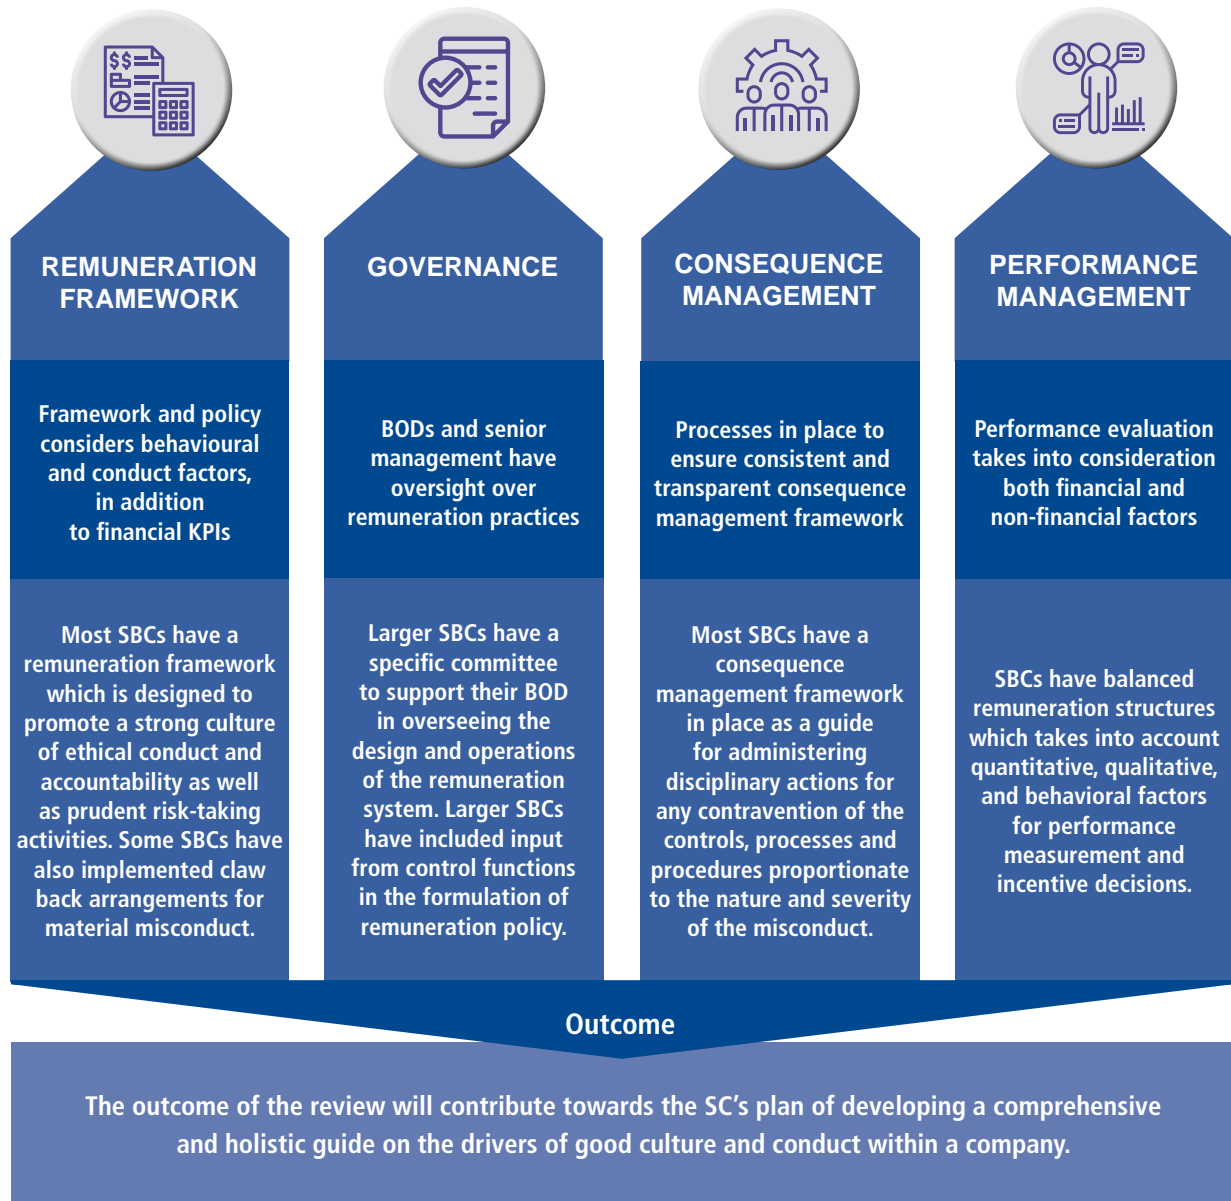 $$
REMUNERATION
FRAMEWORK
Framework and policy
considers behavioural
and conduct factors,
in addition
to financial KPIs
Most SBCs have a
remuneration framework
which is designed to
promote a strong culture
of ethical conduct and
accountability as well
as prudent risk-taking
activities. Some SBCs have
also implemented claw
back arrangements for
material misconduct.
GOVERNANCE
BODs and senior
management have
oversight over
remuneration practices
Larger SBCs have a
specific committee
to support their BOD
in overseeing the
design and operations
of the remuneration
system. Larger SBCs
have included input
from control functions
in the formulation of
remuneration policy.
CONSEQUENCE
MANAGEMENT
Processes in place to
ensure consistent and
transparent consequence
management framework
Most SBCs have a
consequence
management framework
in place as a guide
for administering
disciplinary actions for
any contravention of the
controls, processes and
procedures proportionate
to the nature and severity
of the misconduct.
PERFORMANCE
MANAGEMENT
Performance evaluation
takes into consideration
both financial and
non-financial factors
SBCs have balanced
remuneration structures
which takes into account
quantitative, qualitative,
and behavioral factors
for performance
measurement and
incentive decisions.
Outcome
The outcome of the review will contribute towards the SC’s plan of developing a comprehensive
and holistic guide on the drivers of good culture and conduct within a company.